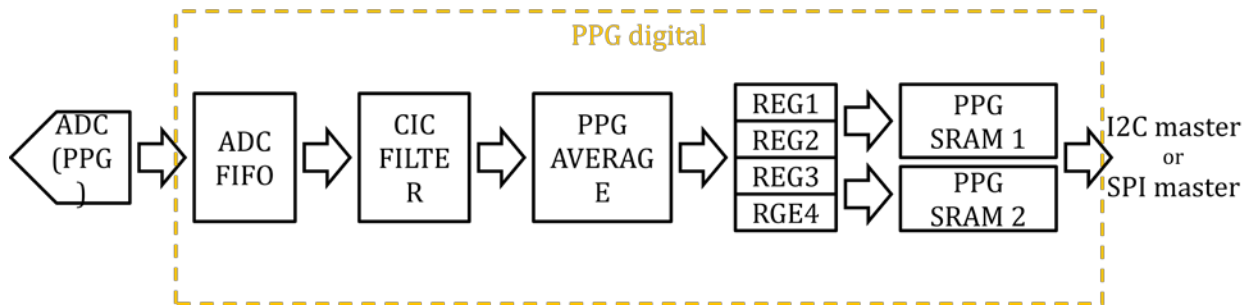 PPG digital
ADC
(PPG
)
ADC
FIFO
CIC
FILTE
R
PPG
AVERAG
E
REG1
REG2
REG3
RGE4
PPG
SRAM 1
PPG
SRAM 2
I2C master
or
SPI master